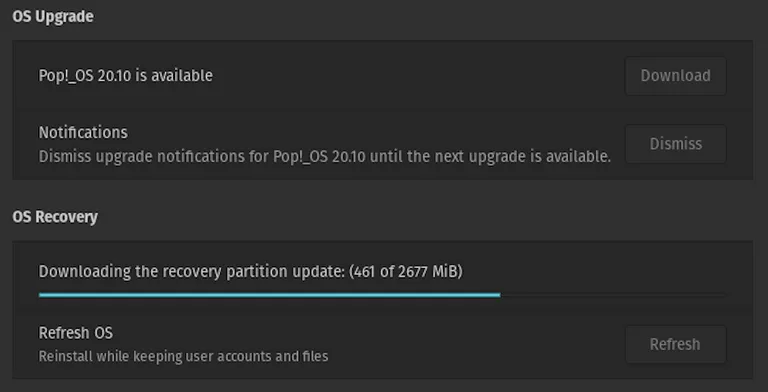 OS Upgrade
Pop!_OS 20.10 is available
Download
Notifications
Dismiss upgrade notifications for Pop!_OS 20.10 until the next upgrade is available.
Dismiss
OS Recovery
Downloading the recovery partition update: (461 of 2677 MiB)
Refresh OS
Reinstall while keeping user accounts and files
Refresh